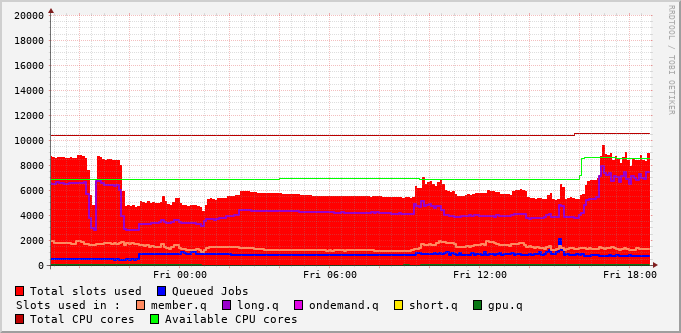 20000
18000
16000
14000
12000
10000
8000
6000
4000
2000
0
Fri 00:00 Fri 06:00 Fri 12:00 Fri 18:00
Total slots used Queued Jobs
Slots used in : member.q long.q ondemand.q short.q gpu.q
Total CPU cores Available CPU cores
RRDTOOL / TOBI OETIKER